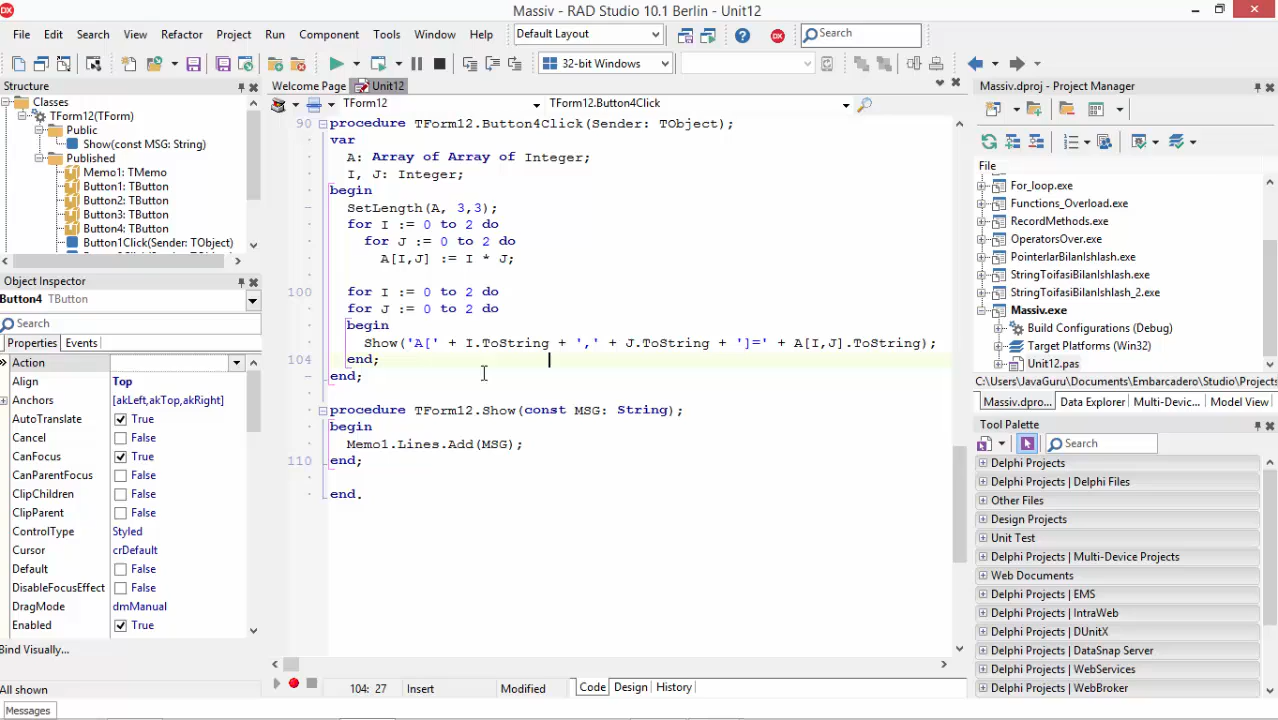 Massiv - RAD Studio 10.1 Berlin - Unit12
File Edit Search View Refactor Project Run Component Tools Window Help Default Layout Search
32-bit Windows
Structure
Classes
TForm12(TForm)
Public
Show(const MSG: String)
Published
Memo1: TMemo
Button1: TButton
Button2: TButton
Button3: TButton
Button4: TButton
Button1Click(Sender: TObject)
Object Inspector
Button4 TButton
Search
Properties Events
Action
Align Top
Anchors [akLeft,akTop,akRight]
AutoTranslate True
Cancel False
CanFocus True
CanParentFocus False
ClipChildren False
ClipParent False
ControlType Styled
Cursor crDefault
Default False
DisableFocusEffect False
DragMode dmManual
Enabled True
Bind Visually...
All shown
Messages
Welcome Page Unit12
TForm12 TForm12.Button4Click
90 procedure TForm12.Button4Click(Sender: TObject);
var
A: Array of Array of Integer;
I, J: Integer;
begin
SetLength(A, 3,3);
for I := 0 to 2 do
for J := 0 to 2 do
A[I,J] := I * J;
100 for I := 0 to 2 do
for J := 0 to 2 do
begin
Show('A[' + I.ToString + ',' + J.ToString + ']=' + A[I,J].ToString);
104 end;
end;
procedure TForm12.Show(const MSG: String);
begin
Memo1.Lines.Add(MSG);
110 end;
end.
104: 27 Insert Modified Code Design History
Massiv.dproj - Project Manager
File
For_loop.exe
Functions_Overload.exe
RecordMethods.exe
OperatorsOver.exe
PointerlarBilanIshlash.exe
StringToifasiBilanIshlash.exe
StringToifasiBilanIshlash_2.exe
Massiv.exe
Build Configurations (Debug)
Target Platforms (Win32)
Unit12.pas
C:\Users\JavaGuru\Documents\Embarcadero\Studio\Projects
Massiv.dpro... Data Explorer Multi-Devic... Model View
Tool Palette
Search
Delphi Projects
Delphi Projects | Delphi Files
Other Files
Design Projects
Unit Test
Delphi Projects | Multi-Device Projects
Web Documents
Delphi Projects | EMS
Delphi Projects | IntraWeb
Delphi Projects | DUnitX
Delphi Projects | DataSnap Server
Delphi Projects | WebServices
Delphi Projects | WebBroker